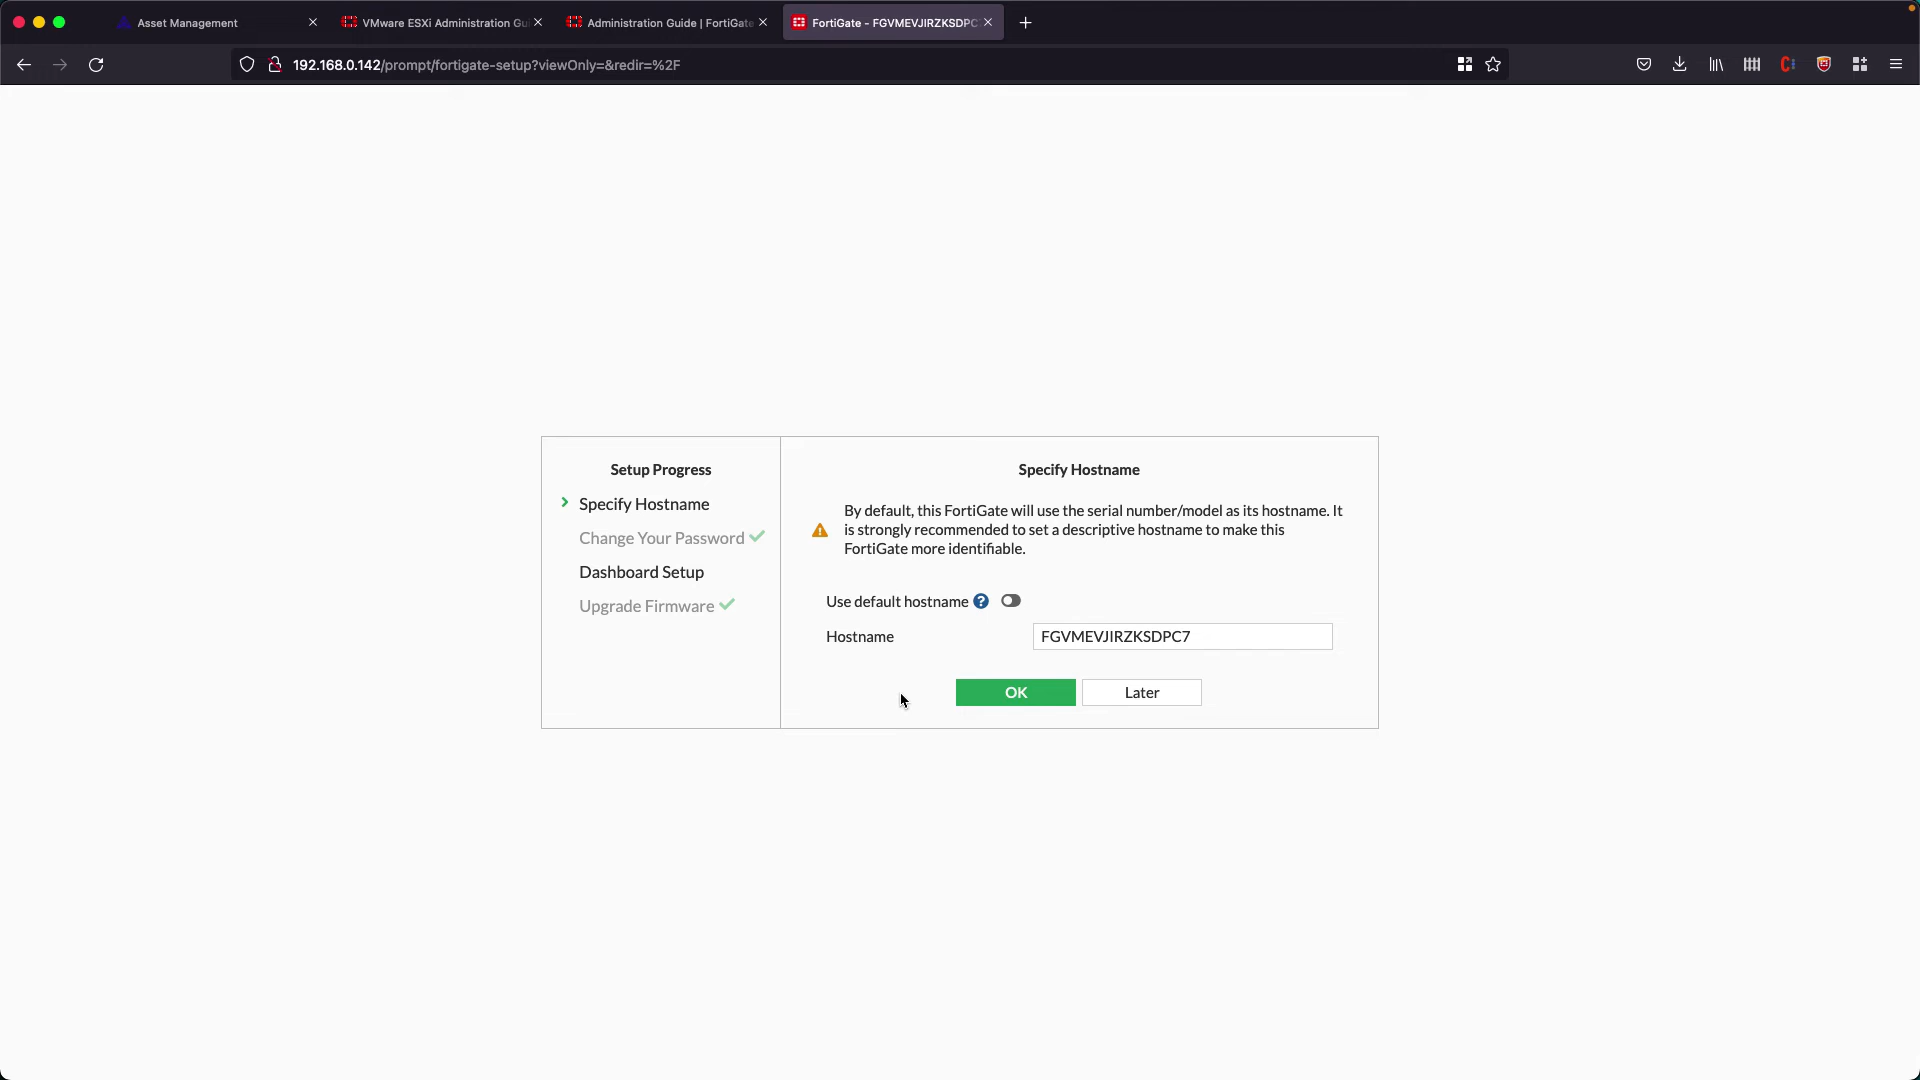 Asset Management
VMware ESXi Administration Gui
Administration Guide | FortiGate
FortiGate - FGVMEVJIRZKSDPC
192.168.0.142/prompt/fortigate-setup?viewOnly=&redir=%2F
Setup Progress
Specify Hostname
Change Your Password
Dashboard Setup
Upgrade Firmware
Specify Hostname
By default, this FortiGate will use the serial number/model as its hostname. It
is strongly recommended to set a descriptive hostname to make this
FortiGate more identifiable.
Use default hostname
Hostname
FGVMEVJIRZKSDPC7
OK
Later